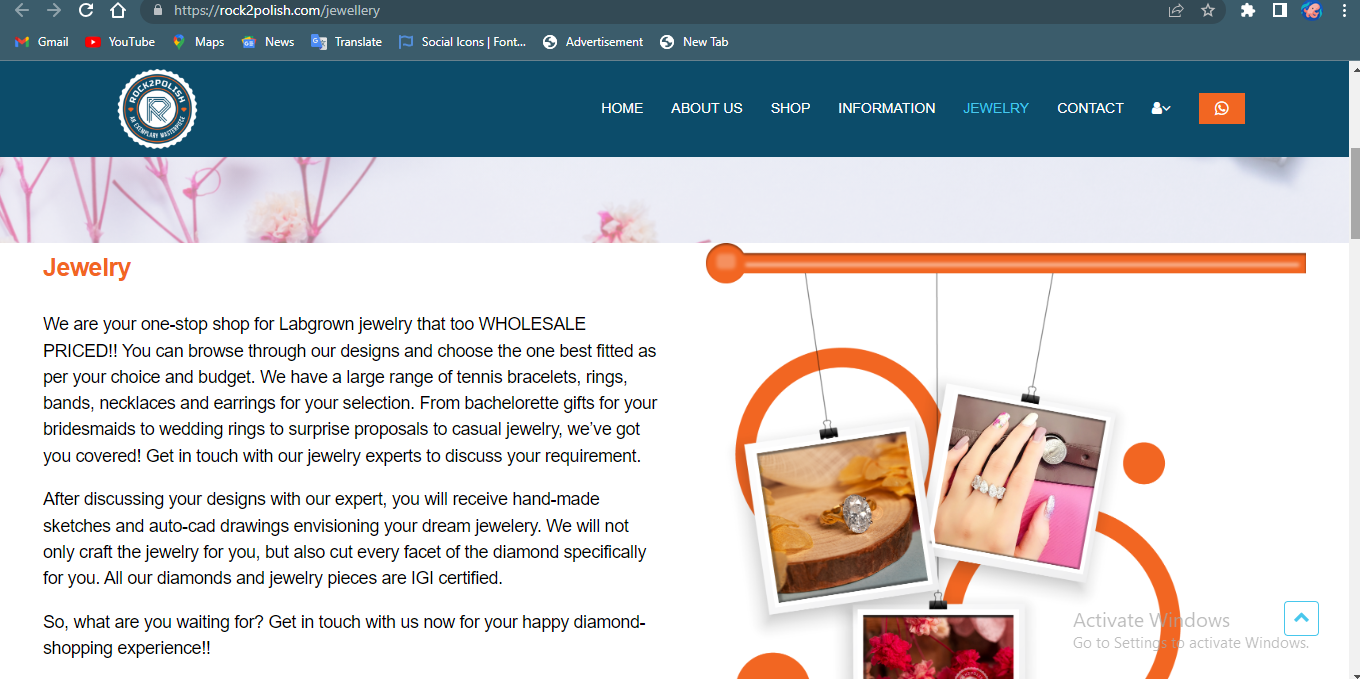 https://rock2polish.com/jewellery
Gmail
YouTube
Maps
News
Translate
Social Icons | Font...
Advertisement
New Tab
ROCK2POLISH
AN EXEMPLARY MASTERPIECE
HOME
ABOUT US
SHOP
INFORMATION
JEWELRY
CONTACT
Jewelry
We are your one-stop shop for Labgrown jewelry that too WHOLESALE
PRICED!! You can browse through our designs and choose the one best fitted as
per your choice and budget. We have a large range of tennis bracelets, rings,
bands, necklaces and earrings for your selection. From bachelorette gifts for your
bridesmaids to wedding rings to surprise proposals to casual jewelry, we’ve got
you covered! Get in touch with our jewelry experts to discuss your requirement.
After discussing your designs with our expert, you will receive hand-made
sketches and auto-cad drawings envisioning your dream jewelery. We will not
only craft the jewelry for you, but also cut every facet of the diamond specifically
for you. All our diamonds and jewelry pieces are IGI certified.
So, what are you waiting for? Get in touch with us now for your happy diamond-
shopping experience!!
Activate Windows
Go to Settings to activate Windows.